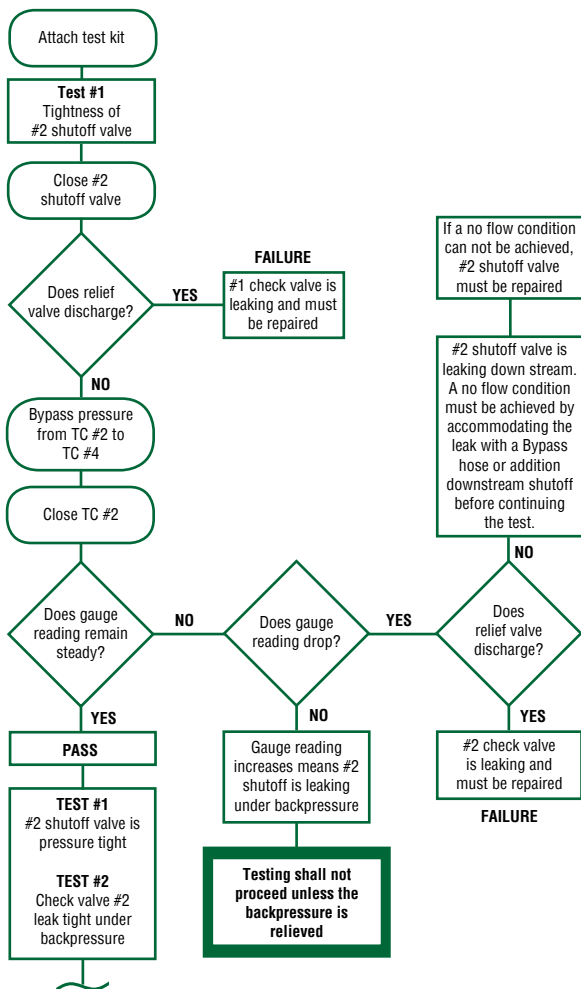 Attach test kit
Test #1
Tightness of
#2 shutoff valve
Close #2
shutoff valve
Does relief
valve discharge?
YES
FAILURE
#1 check valve is
leaking and must
be repaired
NO
Bypass pressure
from TC #2 to
TC #4
Close TC #2
Does gauge
reading remain
steady?
NO
Does gauge
reading drop?
YES
Does
relief valve
discharge?
NO
#2 shutoff valve is
leaking down stream.
A no flow condition
must be achieved by
accommodating the
leak with a Bypass
hose or addition
downstream shutoff
before continuing
the test.
If a no flow condition
can not be achieved,
#2 shutoff valve
must be repaired
YES
#2 check valve
is leaking and
must be repaired
FAILURE
NO
Gauge reading
increases means #2
shutoff is leaking
under backpressure
Testing shall not
proceed unless the
backpressure is
relieved
YES
PASS
TEST #1
#2 shutoff valve is
pressure tight
TEST #2
Check valve #2
leak tight under
backpressure